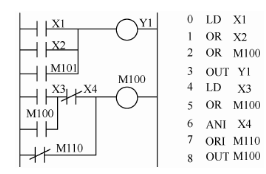 X1 Y1
X2
M101
X3 X4 M100
M100
M110
0 LD X1
1 OR X2
2 OR M100
3 OUT Y1
4 LD X3
5 OR M100
6 ANI X4
7 ORI M110
8 OUT M100